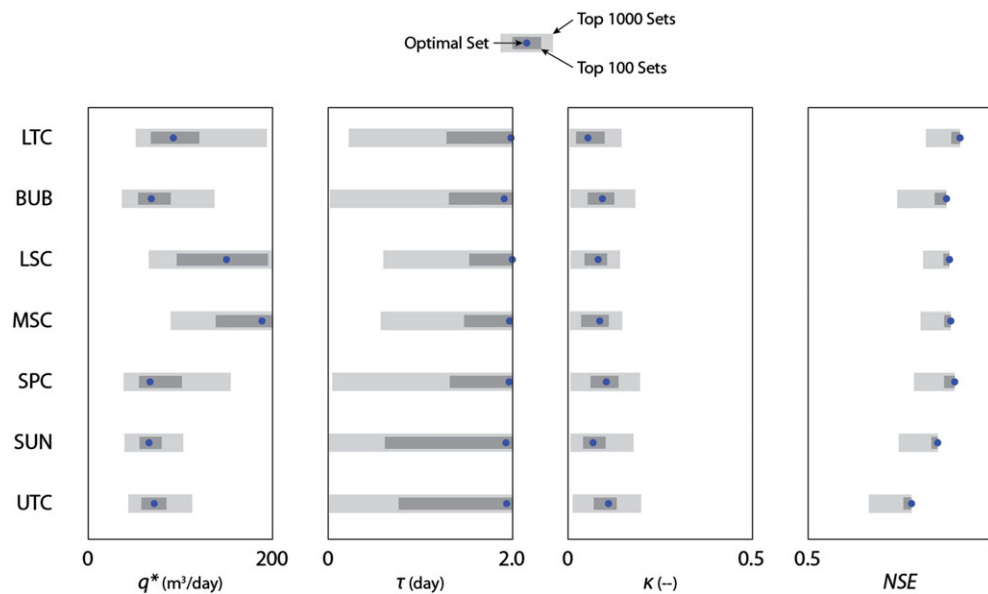 Top 1000 Sets
Optimal Set
Top 100 Sets
LTC
BUB
LSC
MSC
SPC
SUN
UTC
0 200 0 2.0 0 0.5 0.5
q* (m³/day) τ (day) κ (--) NSE